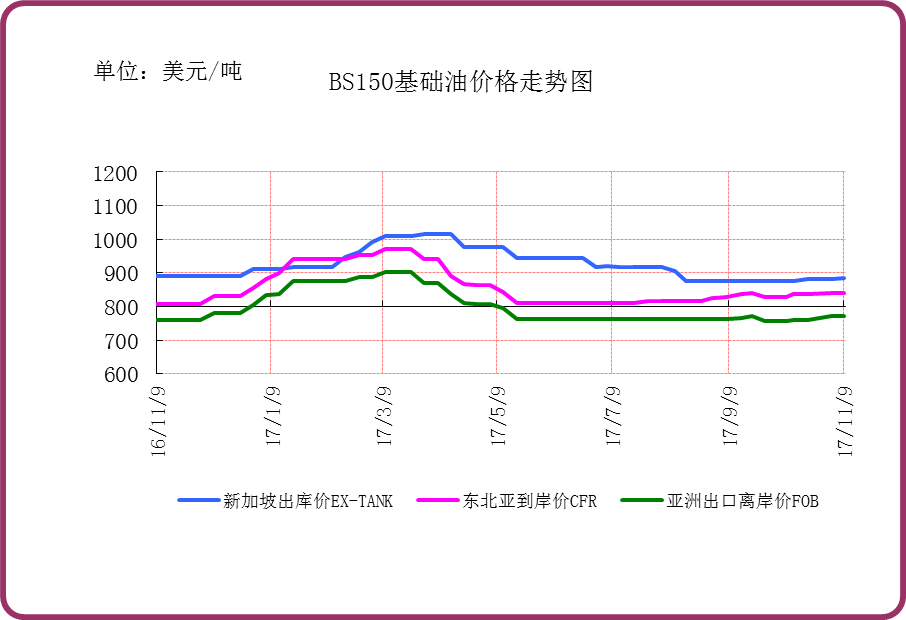 单位：美元/吨
BS150基础油价格走势图
1200
1100
1000
900
800
700
600
16/11/9
17/1/9
17/3/9
17/5/9
17/7/9
17/9/9
17/11/9
新加坡出库价EX-TANK
东北亚到岸价CFR
亚洲出口离岸价FOB